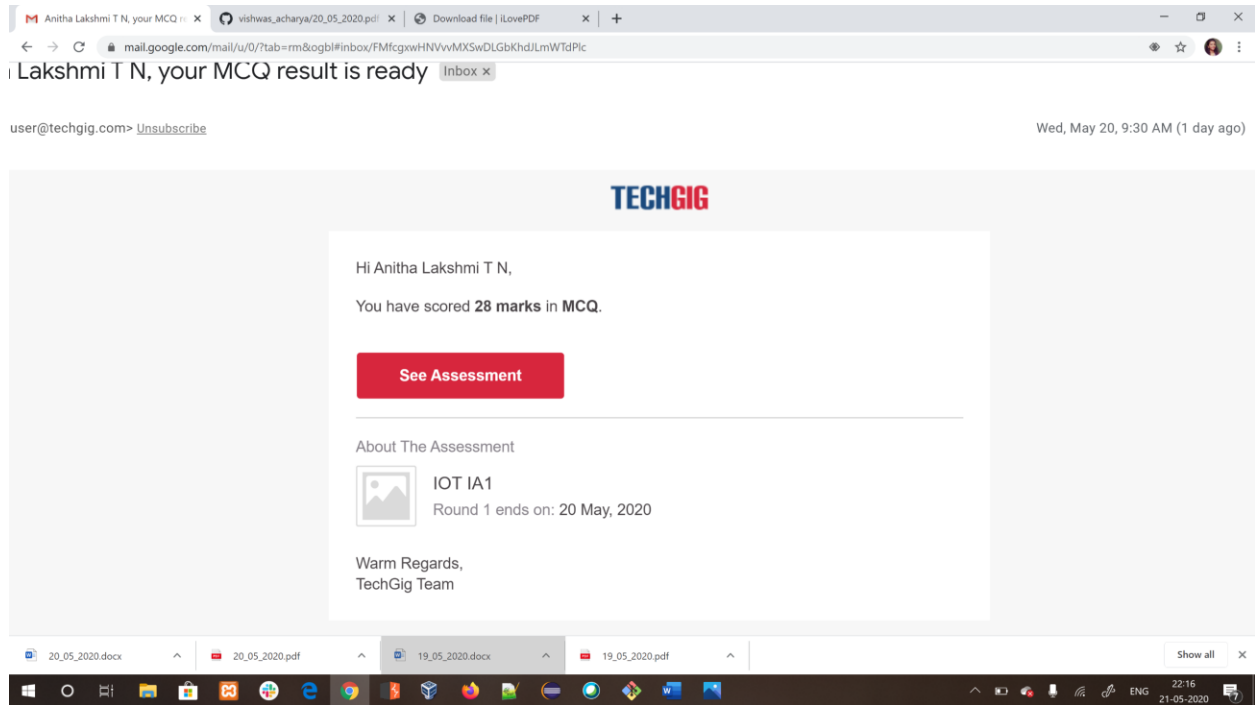 Anitha Lakshmi T N, your MCQ re
vishwas_acharya/20_05_2020.pdf
Download file | iLovePDF
mail.google.com/mail/u/0/?tab=rm&ogbl#inbox/FMfcgxwHNVvvMXSwDLGbKhdJLmWTdPlc
Lakshmi T N, your MCQ result is ready Inbox x
user@techgig.com> Unsubscribe
Wed, May 20, 9:30 AM (1 day ago)
TECHGIG
Hi Anitha Lakshmi T N,
You have scored 28 marks in MCQ.
See Assessment
About The Assessment
IOT IA1
Round 1 ends on: 20 May, 2020
Warm Regards,
TechGig Team
20_05_2020.docx
20_05_2020.pdf
19_05_2020.docx
19_05_2020.pdf
Show all
ENG
22:16
21-05-2020